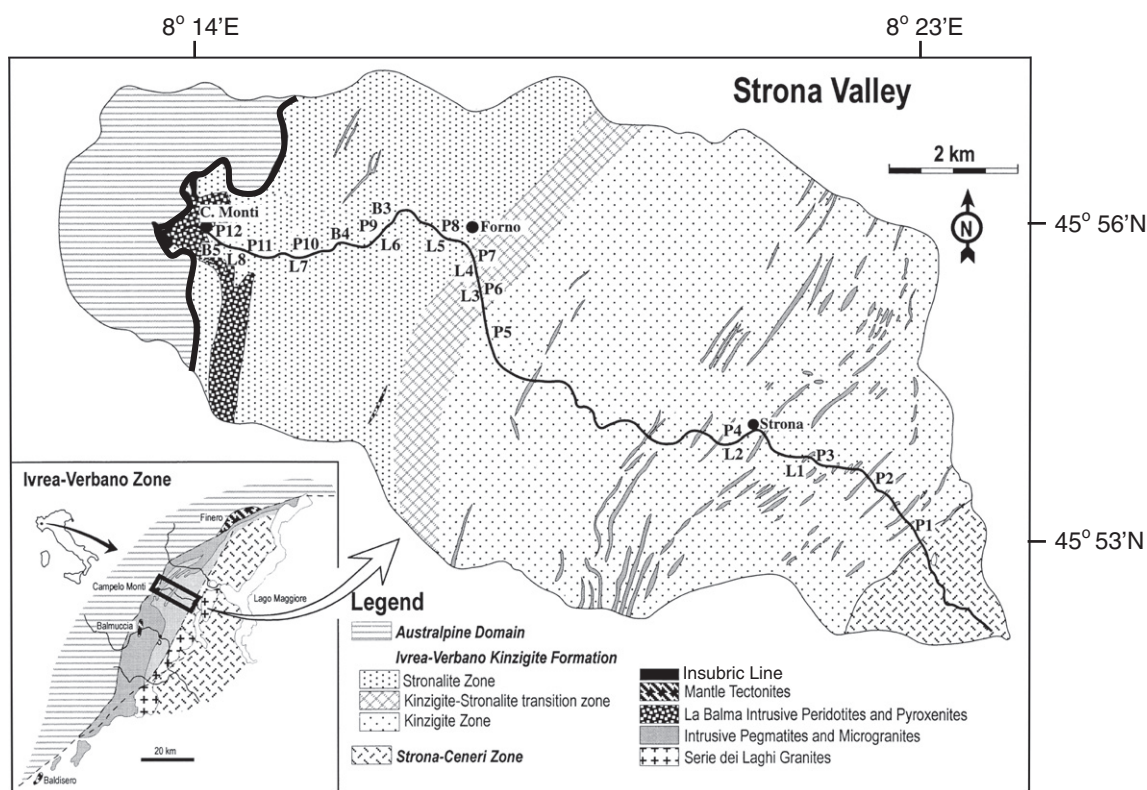 8° 14'E
8° 23'E
Strona Valley
2 km
N
45° 56'N
45° 53'N
C. Monti
P12
B5
L8
P11
P10
L7
B4
P9
B3
L6
P8
L5
Forno
P7
L4
P6
L3
P5
P4
Strona
L2
P3
L1
P2
P1
Ivrea-Verbano Zone
Finero
Campelo Monti
Lago Maggiore
Balmuccia
20 km
Baldisero
Legend
Australpine Domain
Ivrea-Verbano Kinzigite Formation
Stronalite Zone
Kinzigite-Stronalite transition zone
Kinzigite Zone
Strona-Ceneri Zone
Insubric Line
Mantle Tectonites
La Balma Intrusive Peridotites and Pyroxenites
Intrusive Pegmatites and Microgranites
Serie dei Laghi Granites